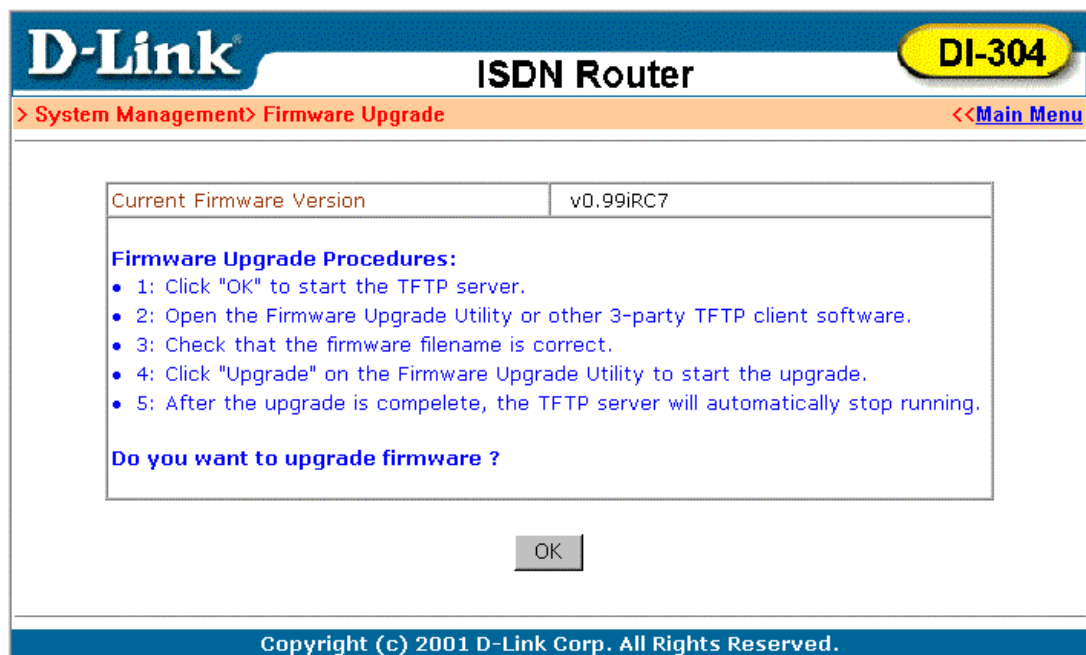 D-Link
ISDN Router
DI-304
> System Management> Firmware Upgrade
<<Main Menu
Current Firmware Version
v0.99iRC7
Firmware Upgrade Procedures:
• 1: Click "OK" to start the TFTP server.
• 2: Open the Firmware Upgrade Utility or other 3-party TFTP client software.
• 3: Check that the firmware filename is correct.
• 4: Click "Upgrade" on the Firmware Upgrade Utility to start the upgrade.
• 5: After the upgrade is compelete, the TFTP server will automatically stop running.
Do you want to upgrade firmware ?
OK
Copyright (c) 2001 D-Link Corp. All Rights Reserved.